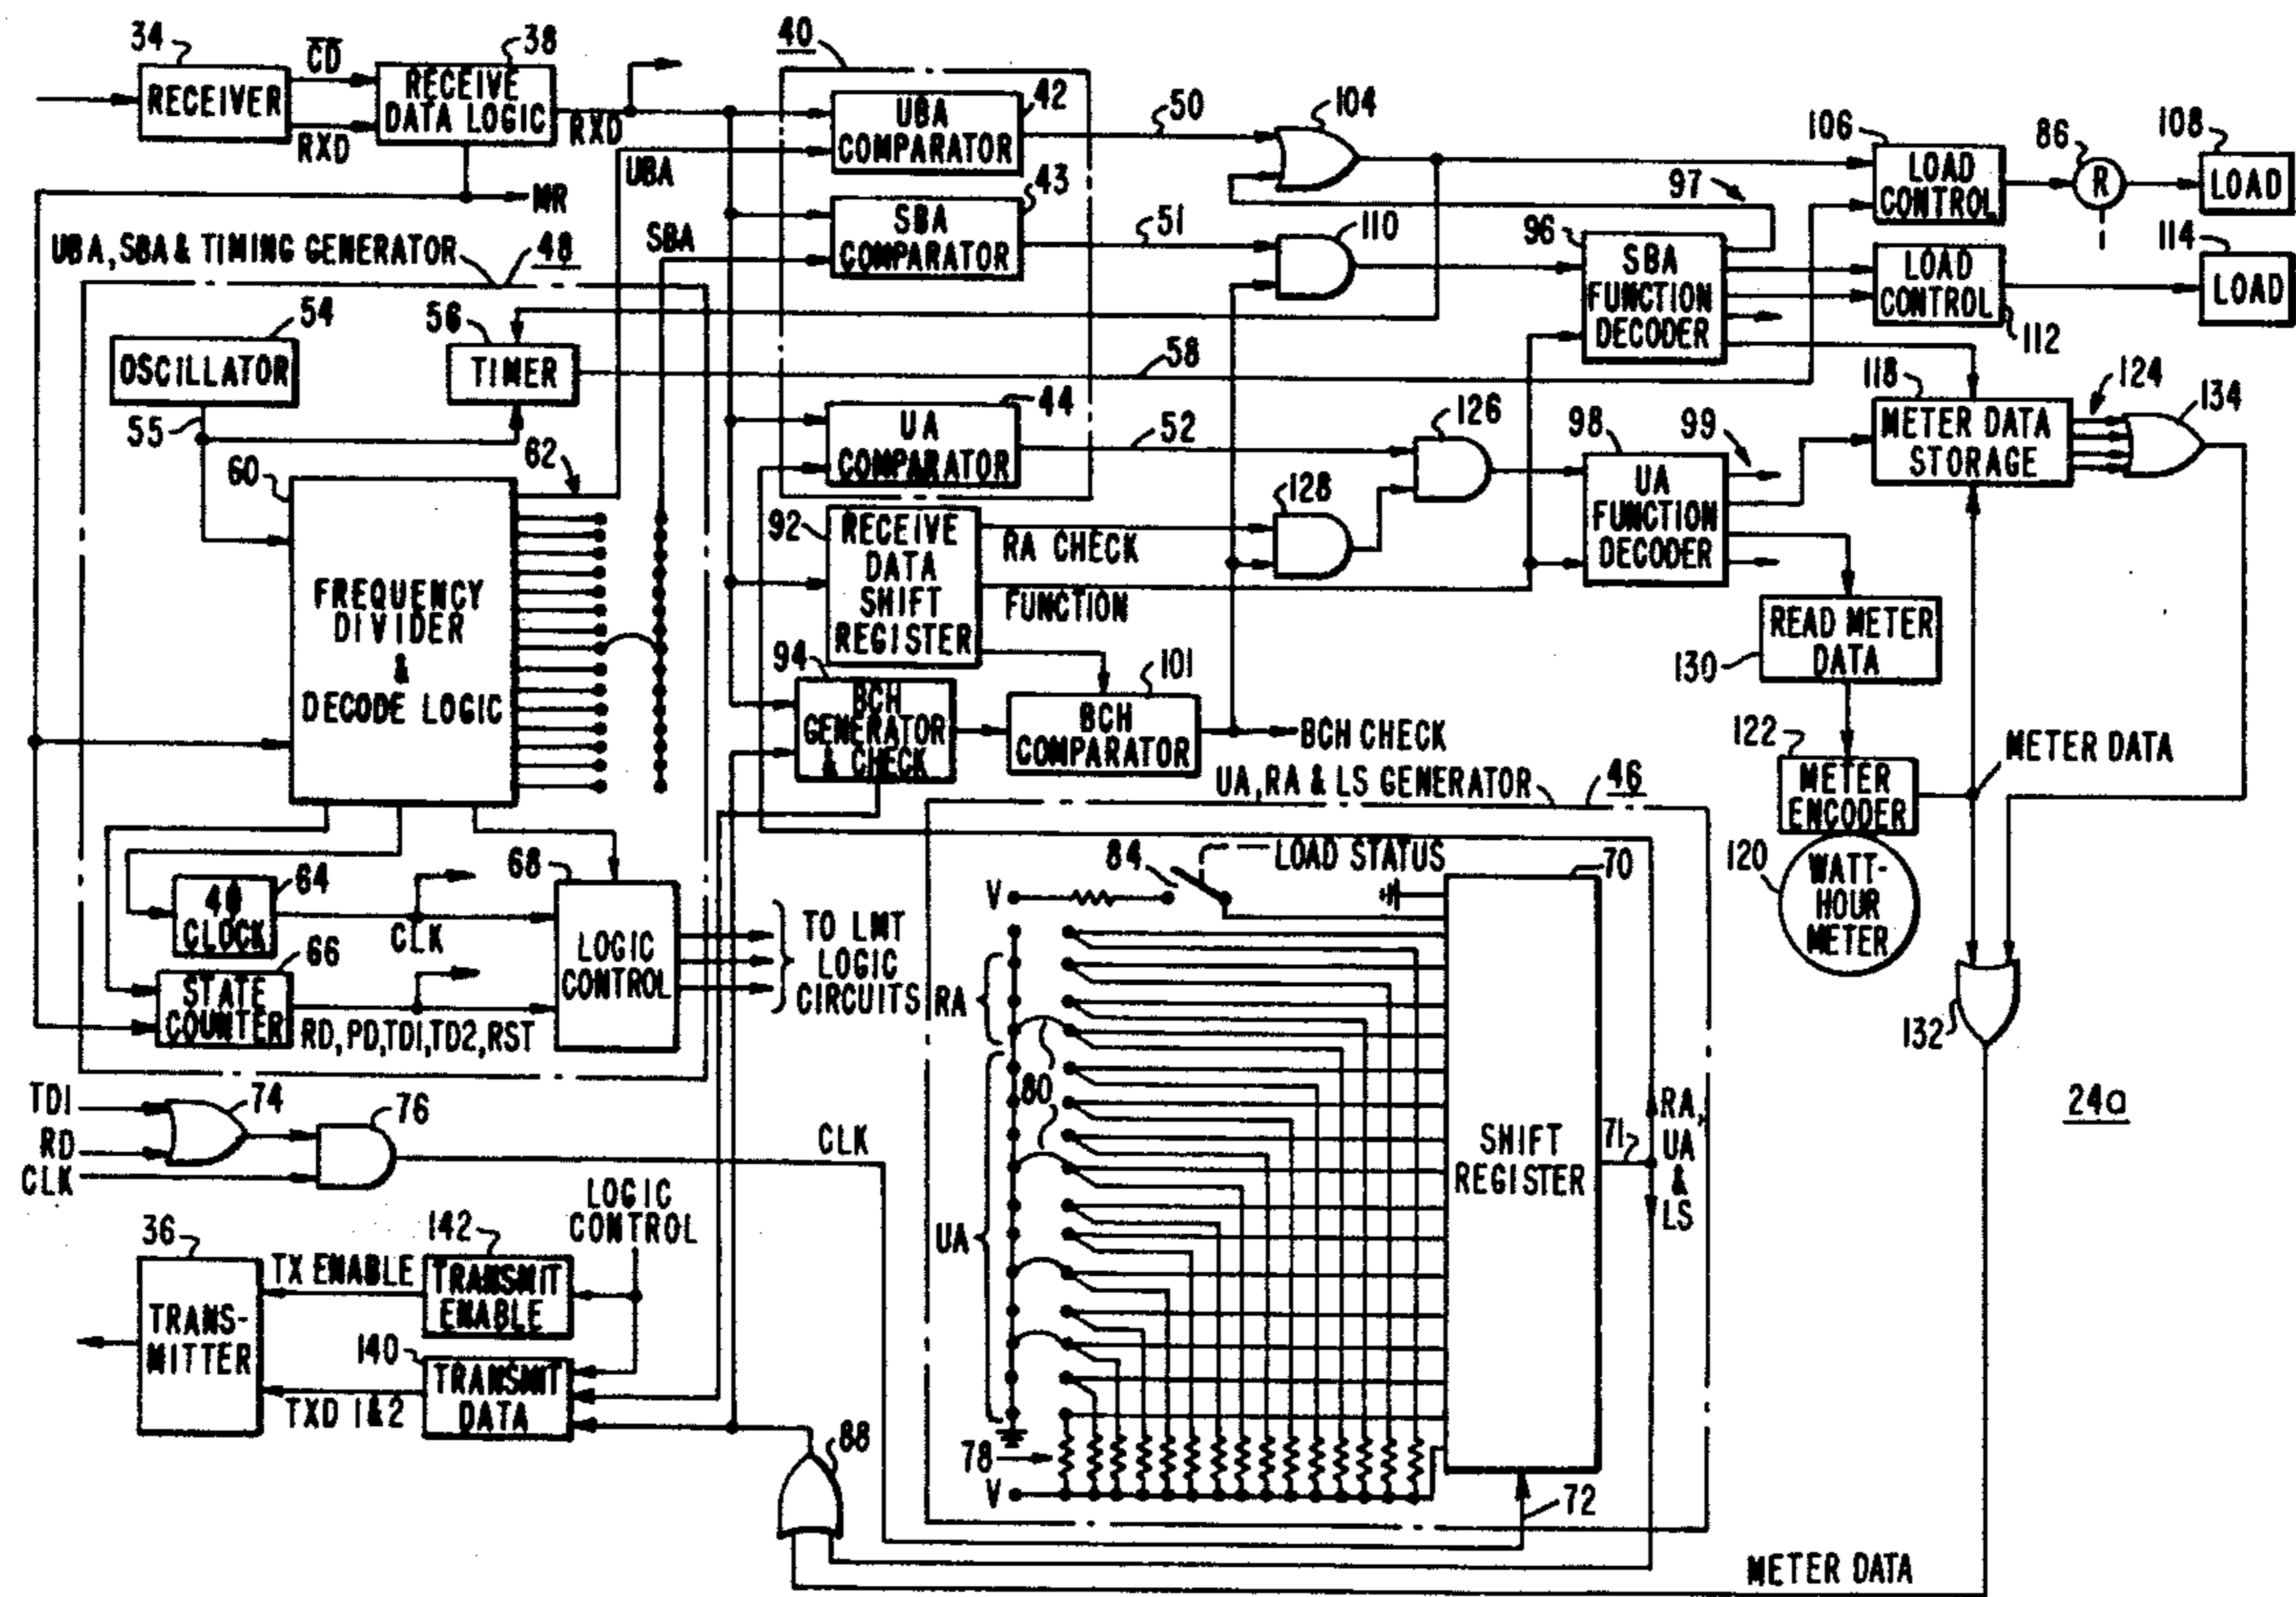 34
CD
38
RECEIVER
RXD
RECEIVE
DATA LOGIC
RXD
MR
40
UBA
COMPARATOR
42
UBA
SBA
COMPARATOR
43
SBA
UA
COMPARATOR
44
50
51
52
104
110
126
128
106
LOAD
CONTROL
86
R
108
LOAD
97
96
SBA
FUNCTION
DECODER
LOAD
CONTROL
112
114
LOAD
58
UBA, SBA & TIMING GENERATOR
48
OSCILLATOR
54
55
56
TIMER
62
60
FREQUENCY
DIVIDER
&
DECODE LOGIC
92
RECEIVE
DATA
SHIFT
REGISTER
RA CHECK
FUNCTION
98
UA
FUNCTION
DECODER
99
118
METER DATA
STORAGE
124
134
READ METER
DATA
130
94
BCH
GENERATOR
& CHECK
101
BCH
COMPARATOR
BCH CHECK
122
METER
ENCODER
METER DATA
120
WATT-
HOUR
METER
132
4Φ
CLOCK
64
CLK
68
LOGIC
CONTROL
TO LMT
LOGIC
CIRCUITS
STATE
COUNTER
66
RD, PD, TD1, TD2, RST
UA, RA & LS GENERATOR
46
84
LOAD STATUS
V
70
SHIFT
REGISTER
RA
80
UA
78
V
71
RA,
UA
&
LS
72
24a
TD1
RD
CLK
74
76
CLK
LOGIC
CONTROL
36
TRANS-
MITTER
TX ENABLE
142
TRANSMIT
ENABLE
140
TRANSMIT
DATA
TXD 1&2
88
METER DATA